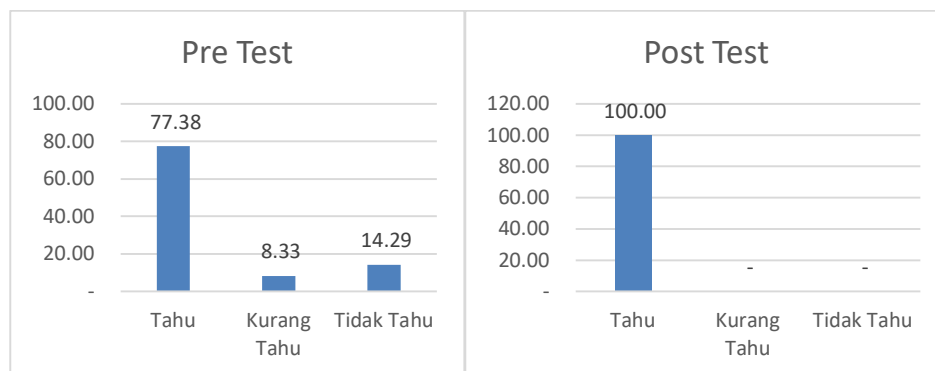 Pre Test
100.00
80.00
60.00
40.00
20.00
-
77.38
8.33
14.29
Tahu
Kurang
Tahu
Tidak Tahu
Post Test
120.00
100.00
80.00
60.00
40.00
20.00
-
100.00
-
-
Tahu
Kurang
Tahu
Tidak Tahu